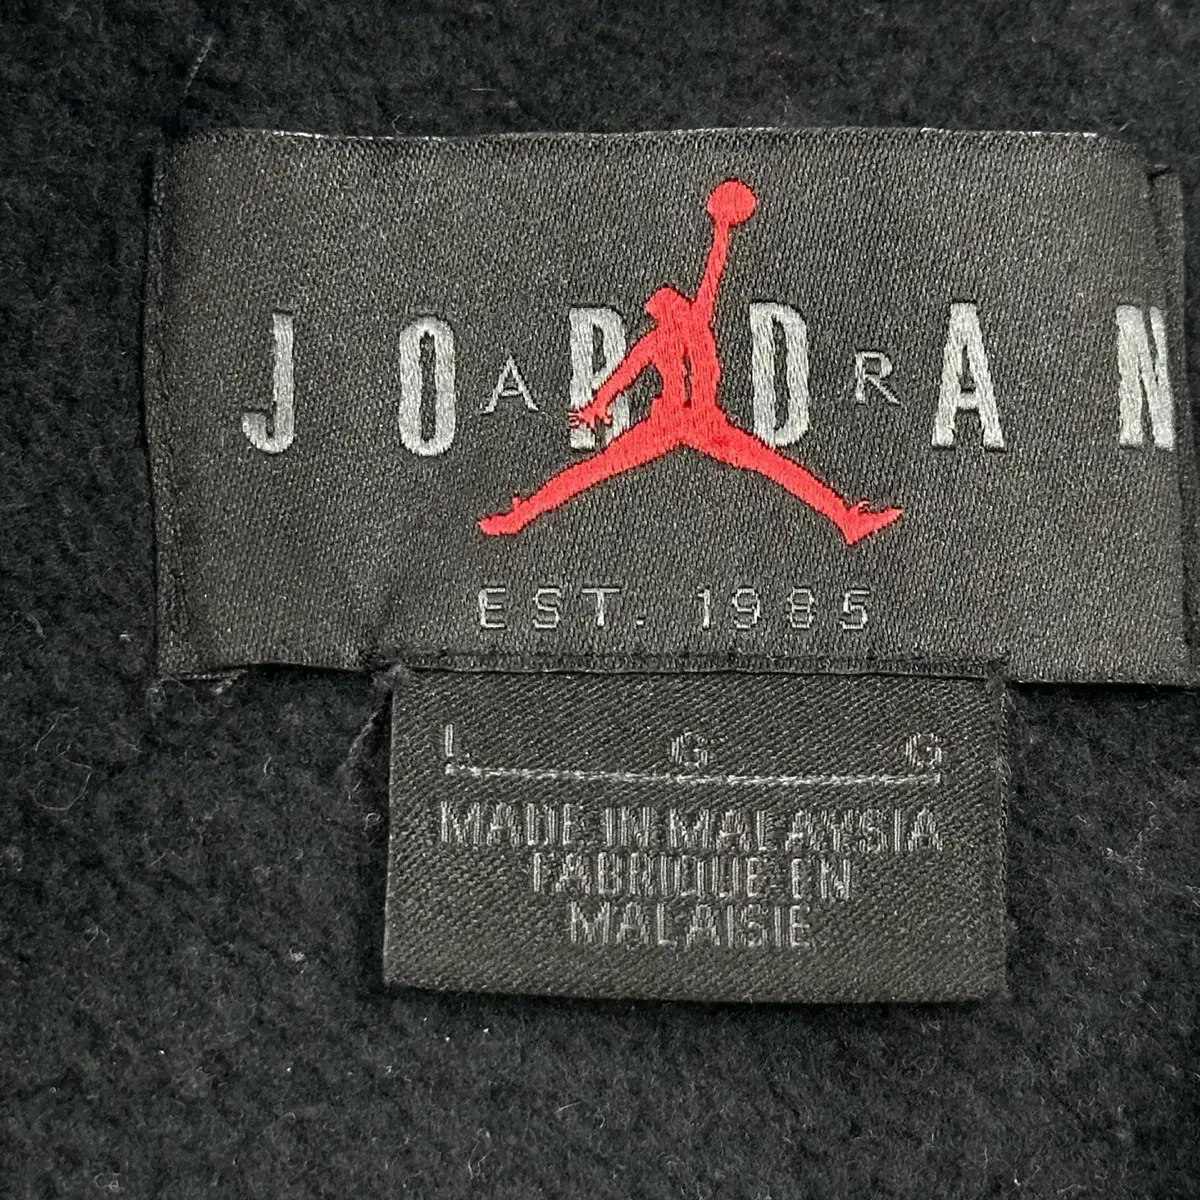 JORDAN
AIR
EST. 1985
L G G
MADE IN MALAYSIA
FABRIQUE EN
MALAISIE